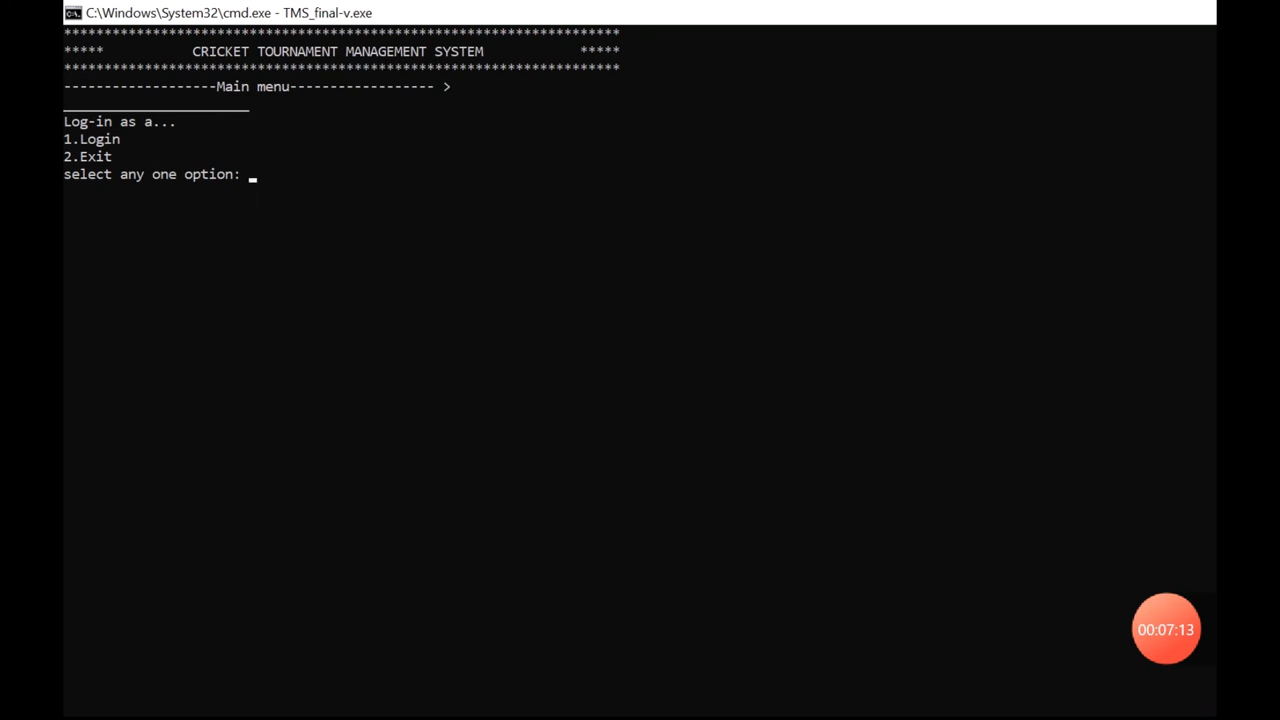 C:\Windows\System32\cmd.exe - TMS_final-v.exe
*********************************************************************
***** CRICKET TOURNAMENT MANAGEMENT SYSTEM *****
*********************************************************************
-------------------Main menu------------------ >
_______________________
Log-in as a...
1.Login
2.Exit
select any one option:
00:07:13